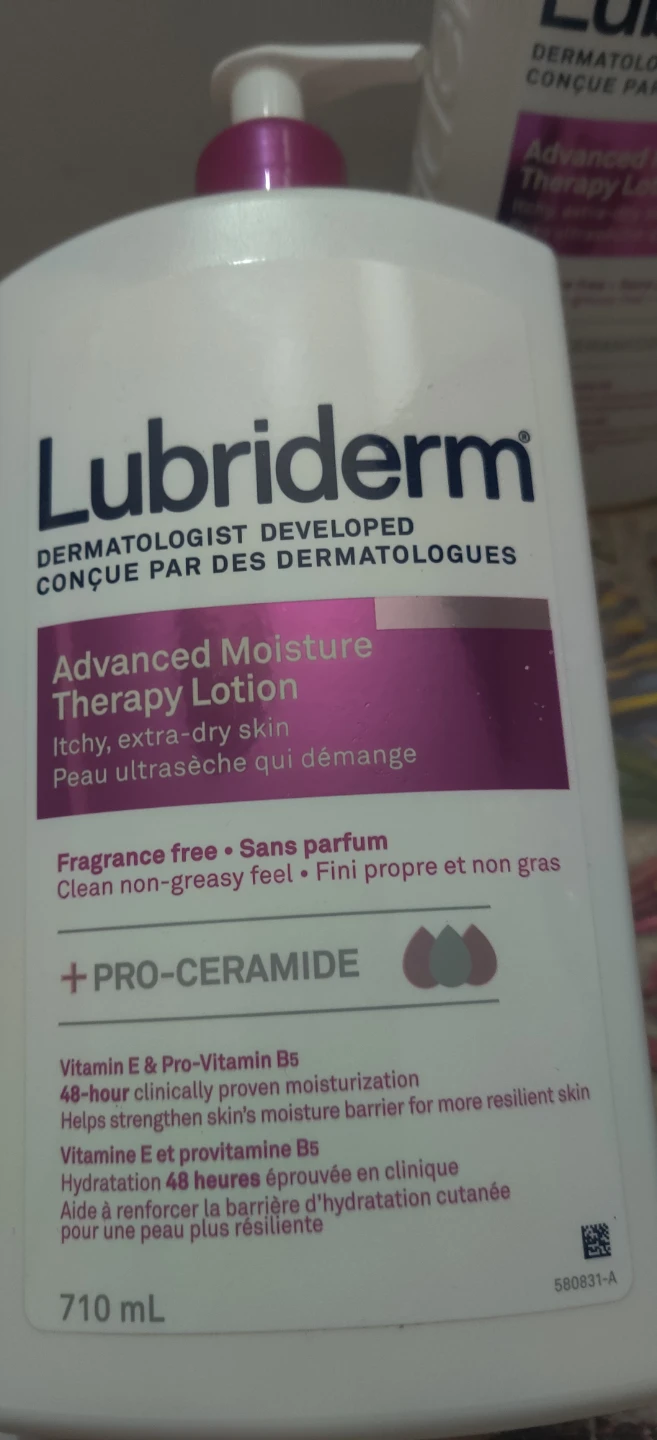 Lubriderm®
DERMATOLOGIST DEVELOPED
CONÇUE PAR DES DERMATOLOGUES
Advanced Moisture
Therapy Lotion
Itchy, extra-dry skin
Peau ultrasèche qui démange
Fragrance free • Sans parfum
Clean non-greasy feel • Fini propre et non gras
+PRO-CERAMIDE
Vitamin E & Pro-Vitamin B5
48-hour clinically proven moisturization
Helps strengthen skin's moisture barrier for more resilient skin
Vitamine E et provitamine B5
Hydratation 48 heures éprouvée en clinique
Aide à renforcer la barrière d'hydratation cutanée
pour une peau plus résiliente
580831-A
710 mL
Lub
DERMATOLO
CONÇUE PAR
Advanced
Therapy Lo